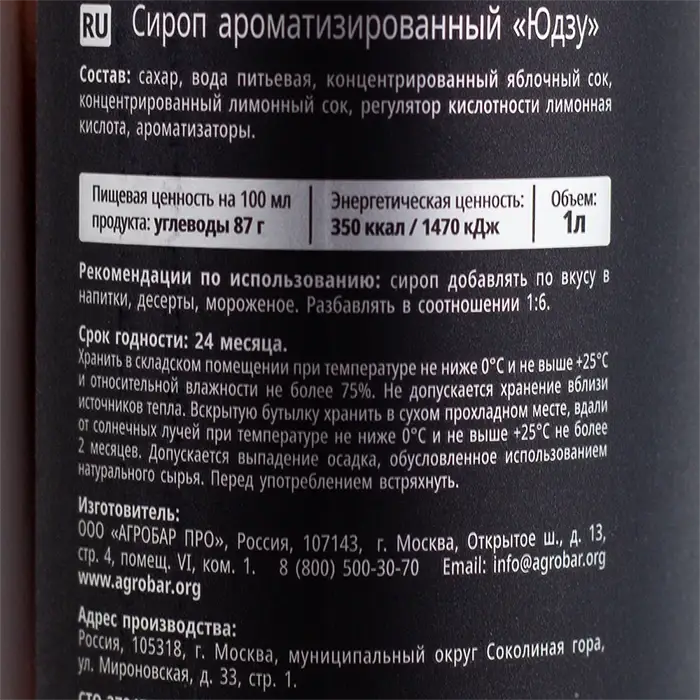 RU Сироп ароматизированный «Юдзу»
Состав: сахар, вода питьевая, концентрированный яблочный сок,
концентрированный лимонный сок, регулятор кислотности лимонная
кислота, ароматизаторы.
Пищевая ценность на 100 мл
продукта: углеводы 87 г
Энергетическая ценность:
350 ккал / 1470 кДж
Объем:
1л
Рекомендации по использованию: сироп добавлять по вкусу в
напитки, десерты, мороженое. Разбавлять в соотношении 1:6.
Срок годности: 24 месяца.
Хранить в складском помещении при температуре не ниже 0°С и не выше +25°С
и относительной влажности не более 75%. Не допускается хранение вблизи
источников тепла. Вскрытую бутылку хранить в сухом прохладном месте, вдали
от солнечных лучей при температуре не ниже 0°С и не выше +25°С не более
2 месяцев. Допускается выпадение осадка, обусловленное использованием
натурального сырья. Перед употреблением встряхнуть.
Изготовитель:
ООО «АГРОБАР ПРО», Россия, 107143, г. Москва, Открытое ш., д. 13,
стр. 4, помещ. VI, ком. 1. 8 (800) 500-30-70 Email: info@agrobar.org
www.agrobar.org
Адрес производства:
Россия, 105318, г. Москва, муниципальный округ Соколиная гора,
ул. Мироновская, д. 33, стр. 1.